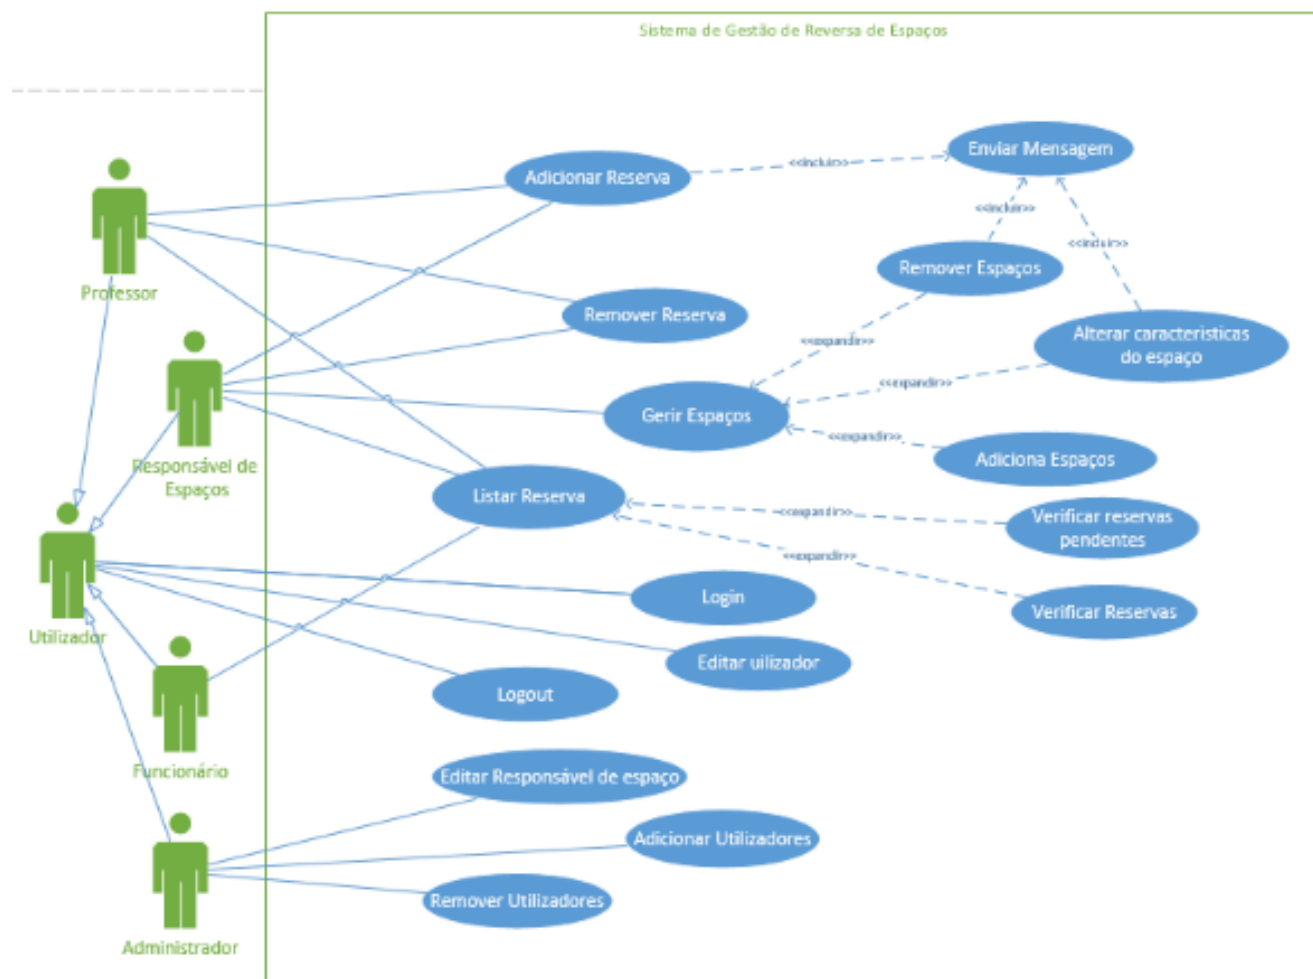 Sistema de Gestão de Reversa de Espaços
Enviar Mensagem
<<incluir>>
Adicionar Reserva
<<incluir>>
<<incluir>>
Remover Espaços
Professor
Remover Reserva
Alterar caracteristicas
do espaço
<<expandir>>
<<expandir>>
Gerir Espaços
<<expandir>>
Adiciona Espaços
Responsável de
Espaços
Listar Reserva
<<expandir>>
Verificar reservas
pendentes
<<expandir>>
Login
Verificar Reservas
Utilizador
Editar uilizador
Logout
Funcionário
Editar Responsável de espaço
Adicionar Utilizadores
Remover Utilizadores
Administrador